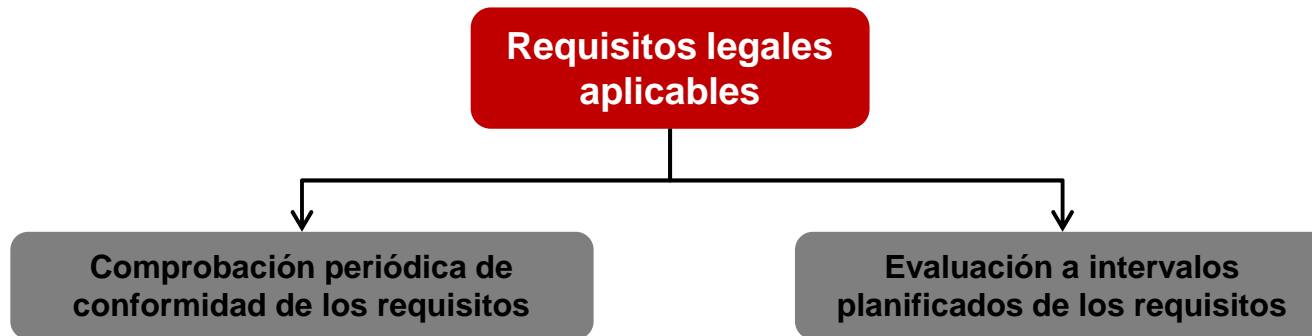 Requisitos legales
aplicables
Comprobación periódica de
conformidad de los requisitos
Evaluación a intervalos
planificados de los requisitos